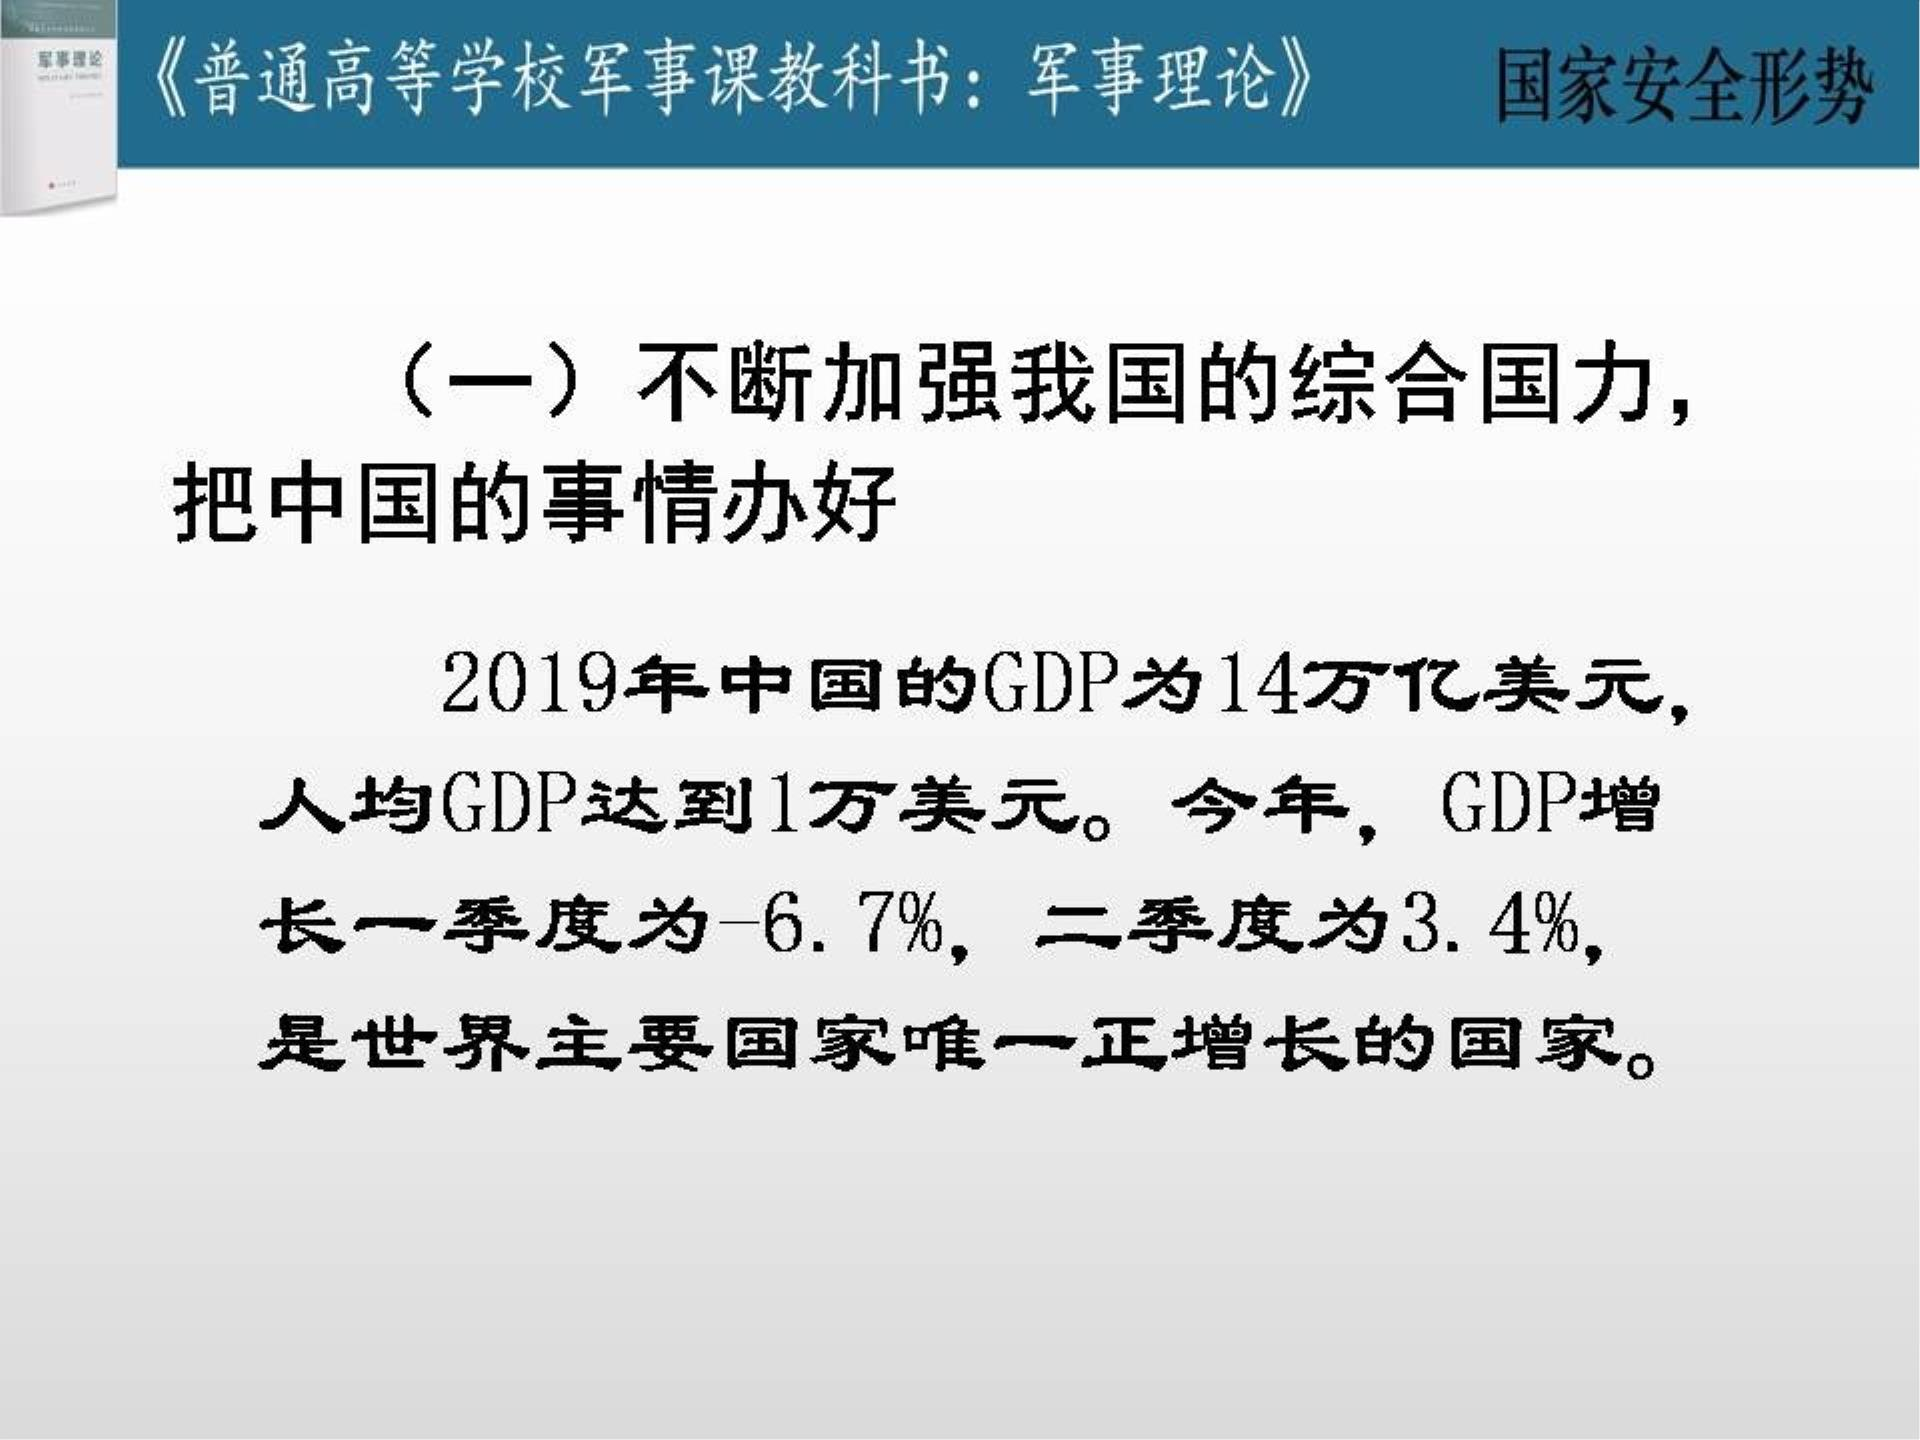 军事理论
《普通高等学校军事课教科书：军事理论》
国家安全形势
（一）不断加强我国的综合国力，
把中国的事情办好
2019年中国的GDP为14万亿美元，
人均GDP达到1万美元。今年，GDP增
长一季度为-6.7%，二季度为3.4%，
是世界主要国家唯一正增长的国家。